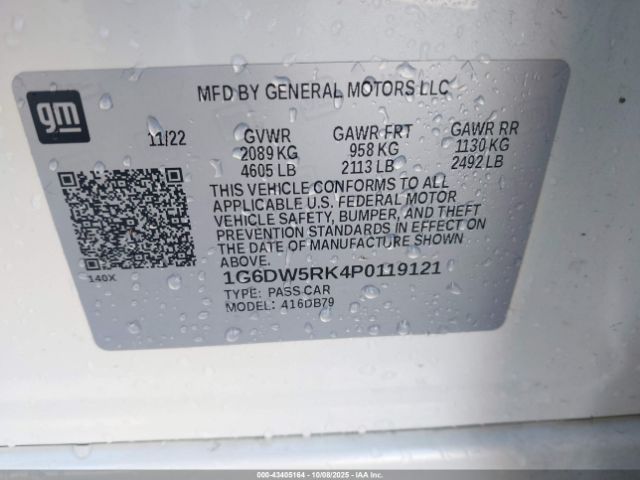 gm
MFD BY GENERAL MOTORS LLC
11/22 GVWR GAWR FRT GAWR RR
2089 KG 958 KG 1130 KG
4605 LB 2113 LB 2492 LB
THIS VEHICLE CONFORMS TO ALL
APPLICABLE U.S. FEDERAL MOTOR
VEHICLE SAFETY, BUMPER, AND THEFT
PREVENTION STANDARDS IN EFFECT ON
THE DATE OF MANUFACTURE SHOWN ABOVE.
140X
1G6DW5RK4P0119121
TYPE: PASS CAR
MODEL: 416DB79
000-43405164 - 10/08/2025 - IAA Inc.